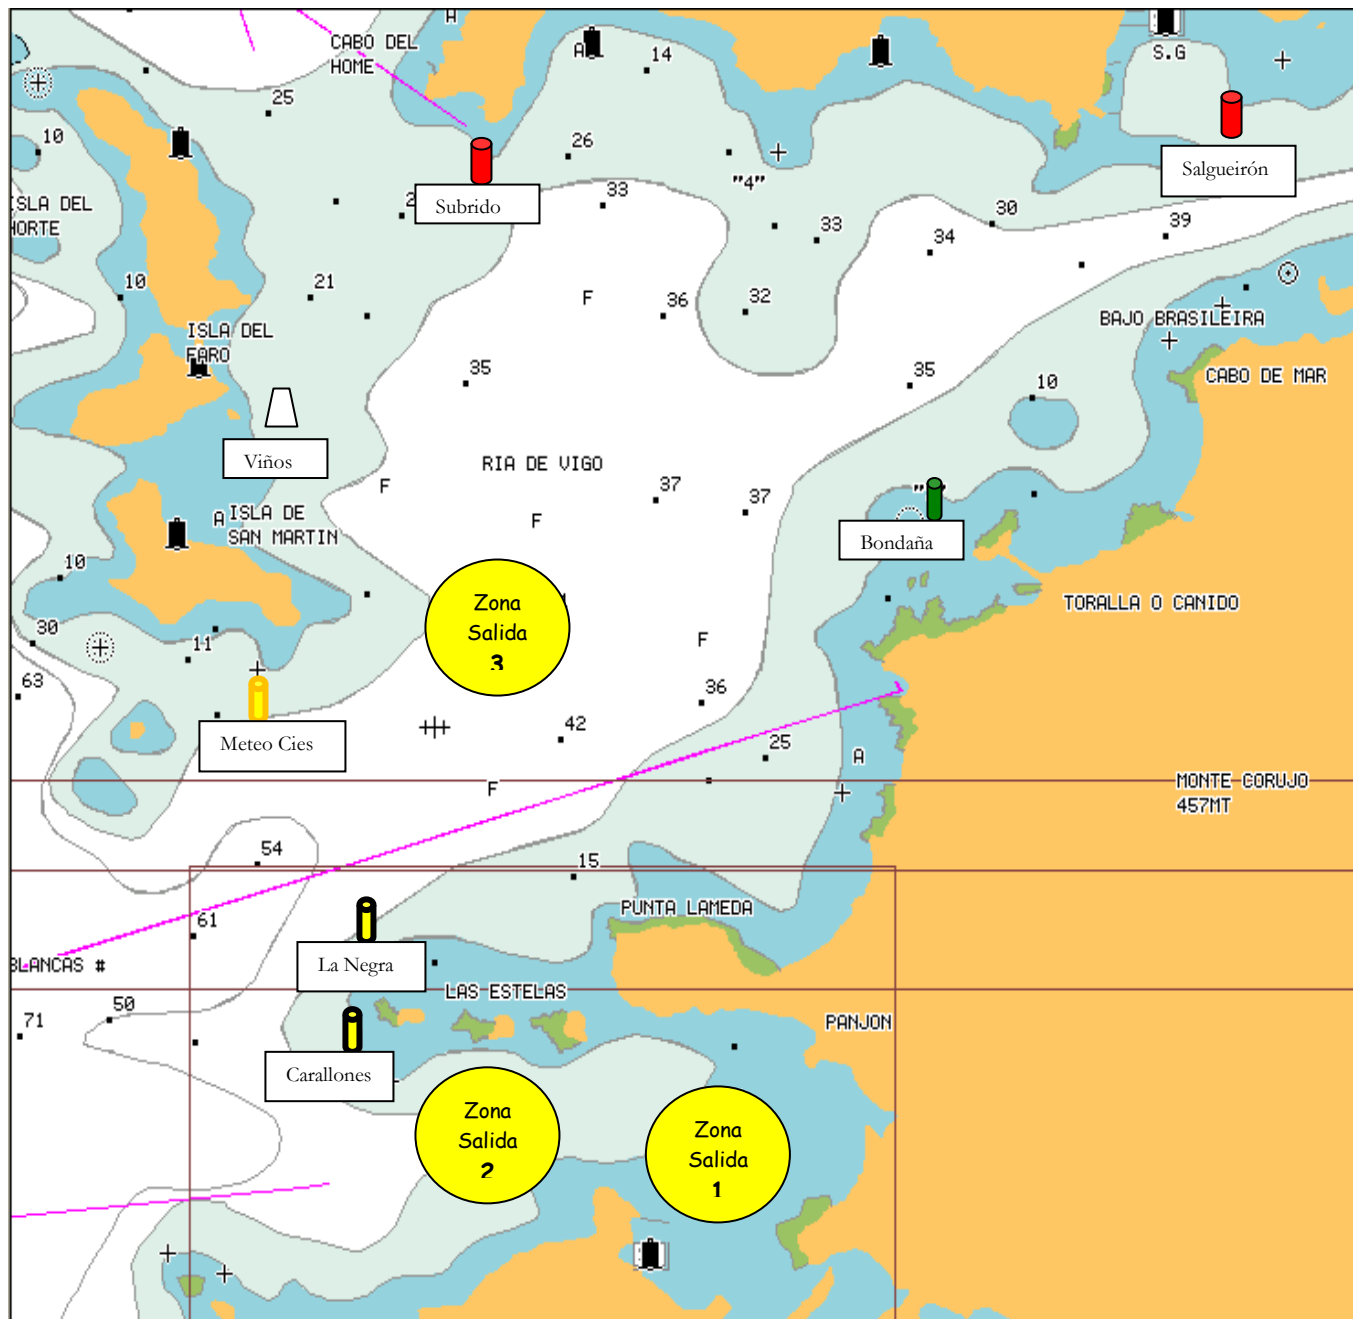 A
CABO DEL
HOME
A
14
S.G
25
10
26
Salgueirón
"4"
ISLA DEL
NORTE
2
Subrido
33
30
33
34
39
10
21
F
36
32
BAJO BRASILEIRA
ISLA DEL
FARO
35
35
10
CABO DE MAR
Viños
RIA DE VIGO
F
37
37
A
ISLA DE
SAN MARTIN
F
Bondaña
10
Zona
Salida
3
TORALLA O CANIDO
30
11
F
63
36
Meteo Cies
42
25
A
F
MONTE CORUJO
457MT
54
15
61
PUNTA LAMEDA
BLANCAS #
La Negra
LAS ESTELAS
50
71
PANJON
Carallones
Zona
Salida
2
Zona
Salida
1